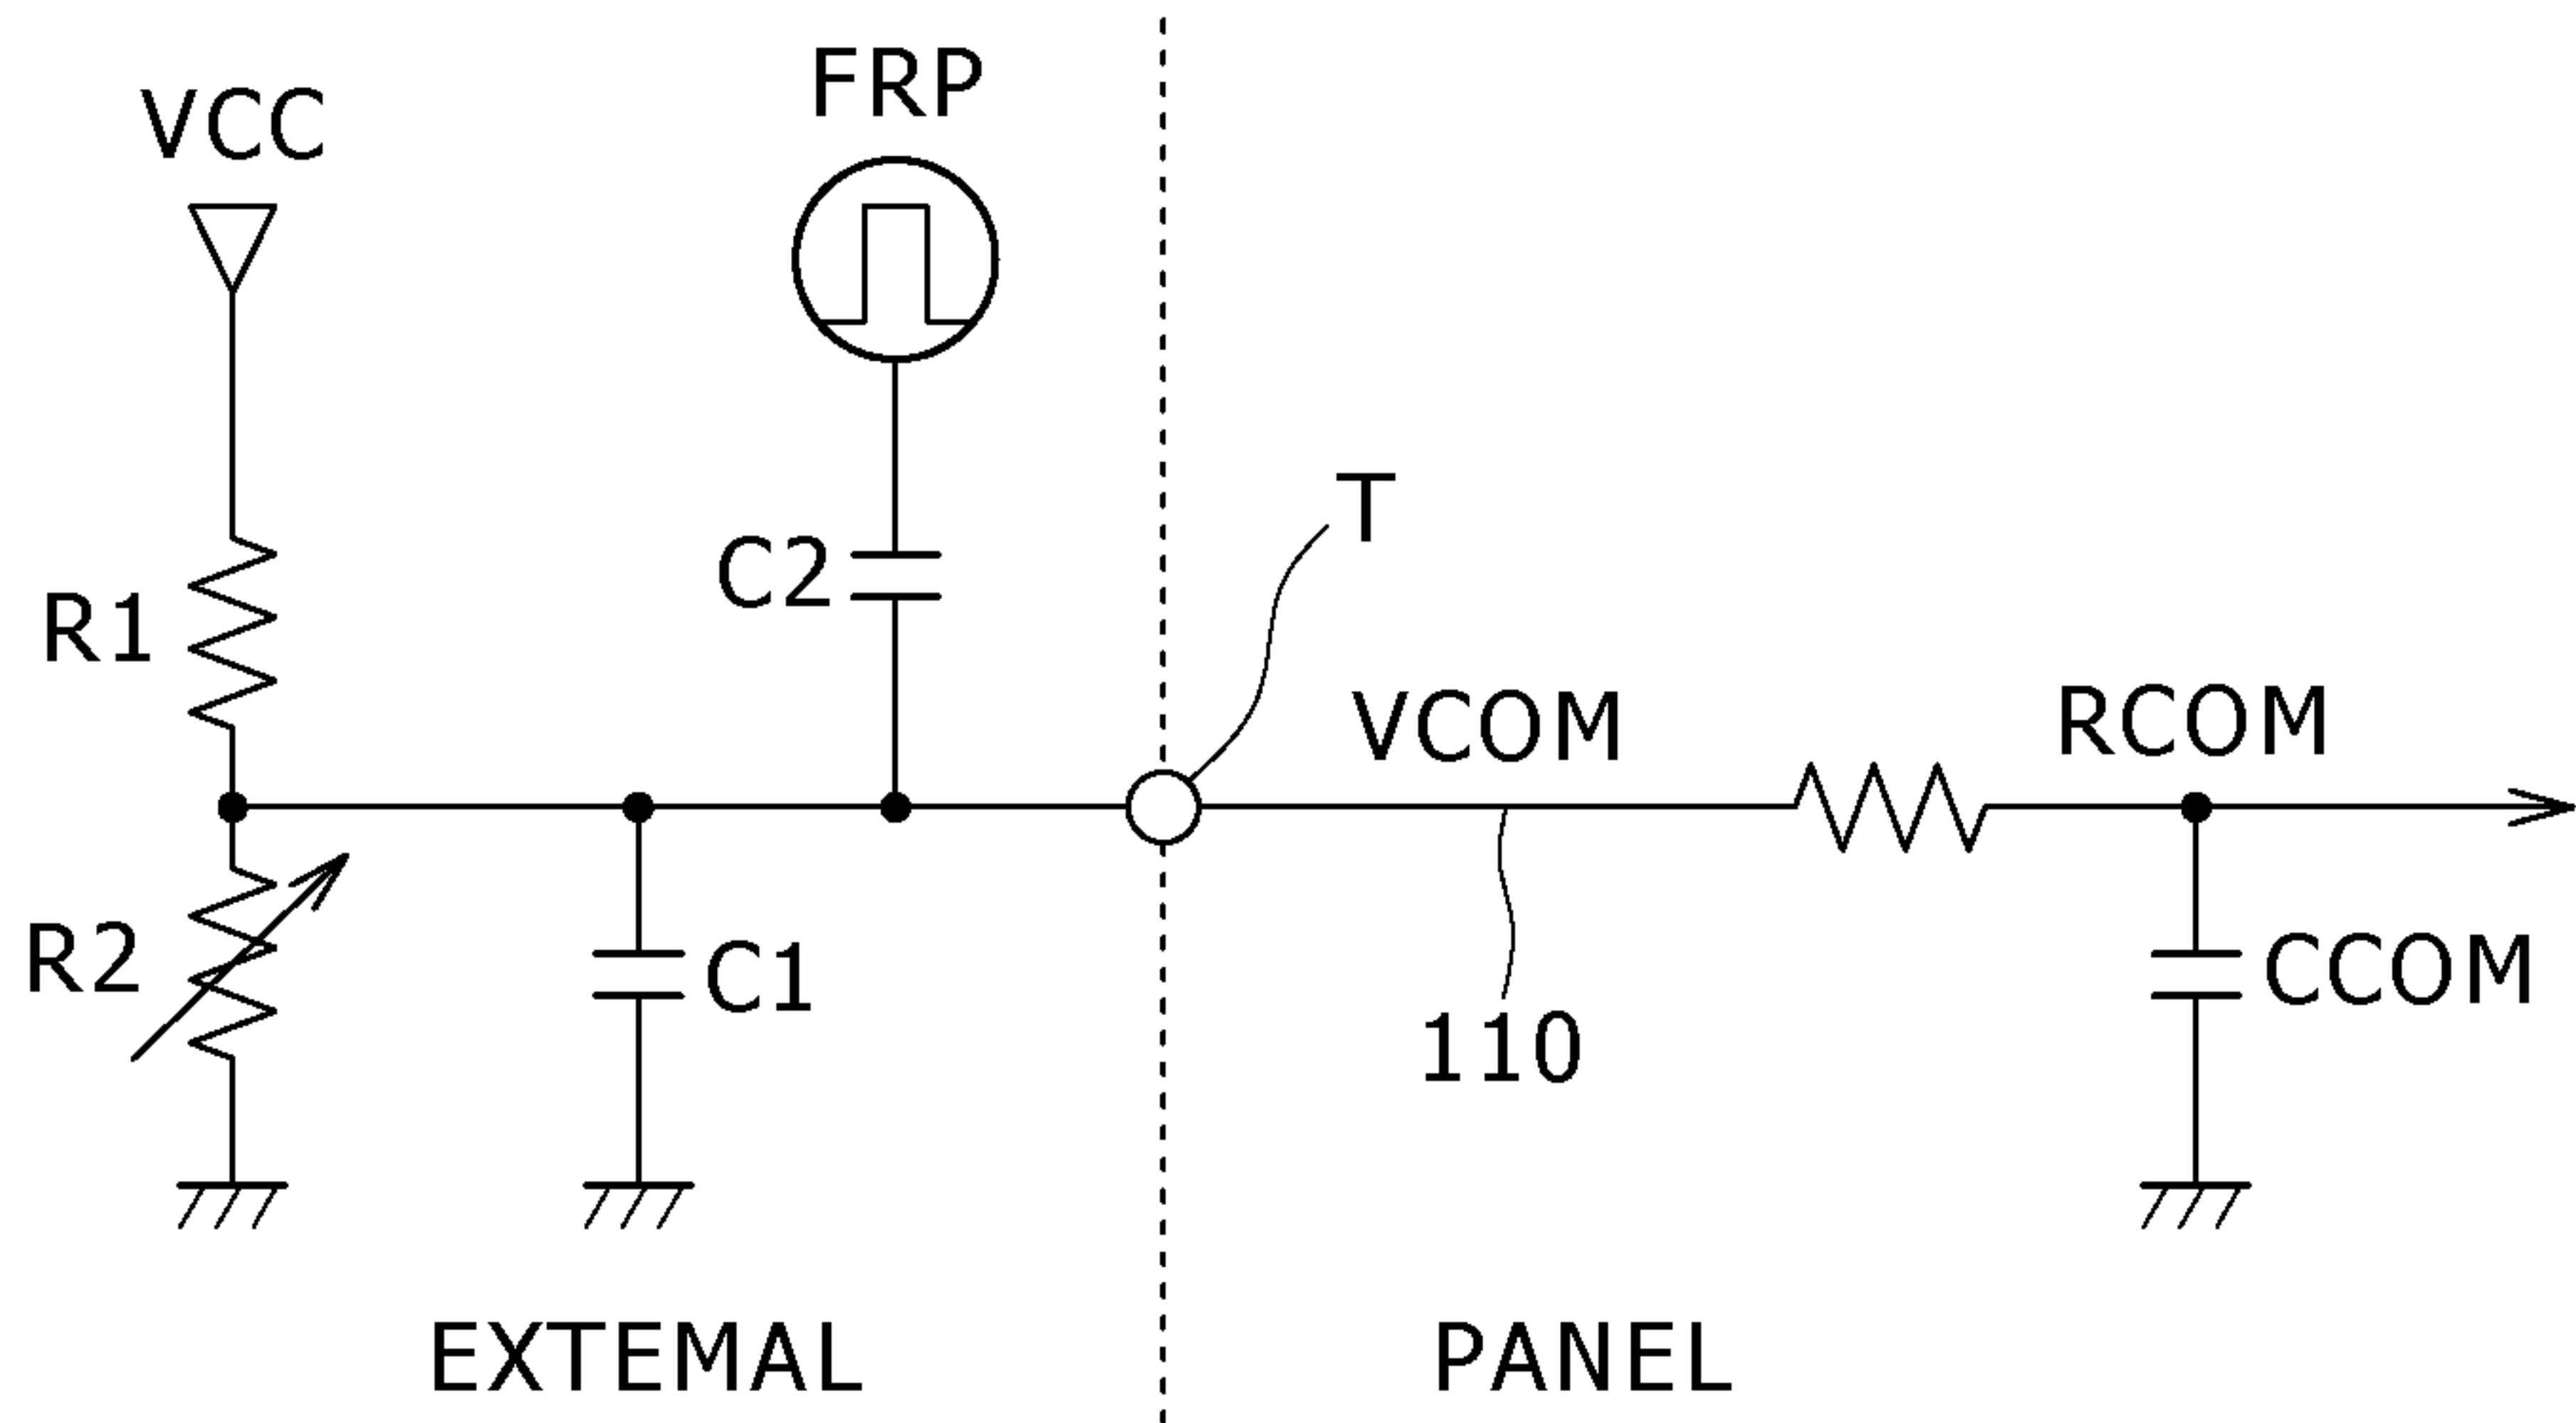 FRP
VCC
T
C2
R1
VCOM
RCOM
R2
C1
CCOM
110
EXTEMAL
PANEL